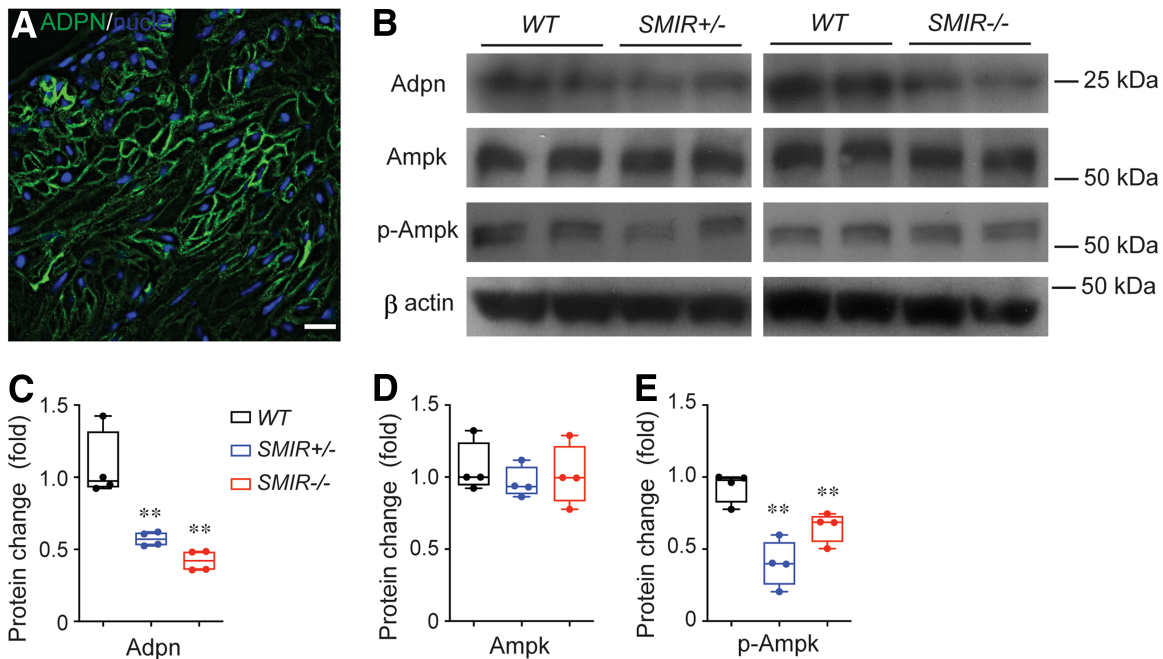 A ADPN/nuclei
B WT SMIR+/- WT SMIR-/-
Adpn 25 kDa
Ampk 50 kDa
p-Ampk 50 kDa
β actin 50 kDa
C
Protein change (fold)
1.5
1.0
0.5
0
** **
WT
SMIR+/-
SMIR-/-
Adpn
D
Protein change (fold)
1.5
1.0
0.5
0
Ampk
E
Protein change (fold)
1.5
1.0
0.5
0
** **
p-Ampk